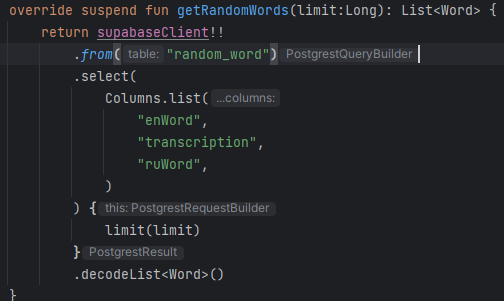 override suspend fun getRandomWords(limit:Long): List<Word> {
    return supabaseClient!!
        .from( table: "random_word") PostgrestQueryBuilder
        .select(
            Columns.list( ...columns:
                "enWord",
                "transcription",
                "ruWord",
            )
        ) { this: PostgrestRequestBuilder
            limit(limit)
        } PostgrestResult
        .decodeList<Word>()
}